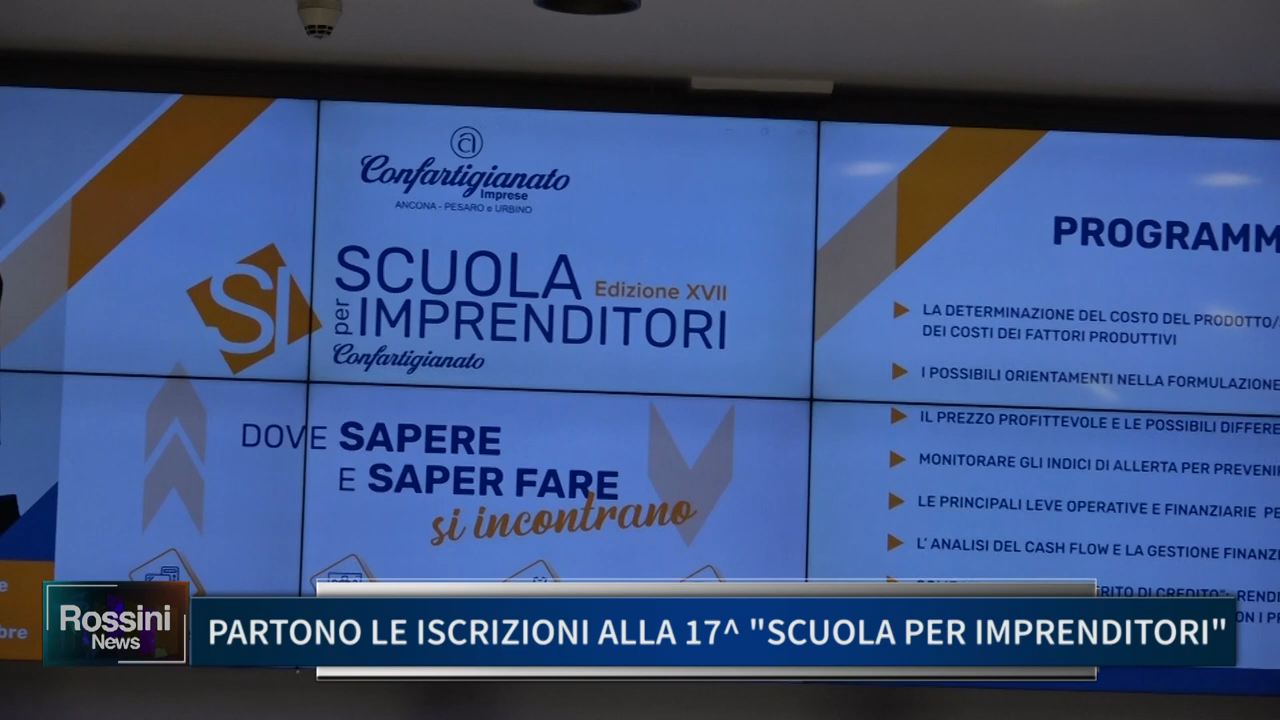 Confartigianato
Imprese
ANCONA - PESARO e URBINO
SI
SCUOLA
Edizione XVII
per
IMPRENDITORI
Confartigianato
DOVE SAPERE
E SAPER FARE
si incontrano
PROGRAMM
LA DETERMINAZIONE DEL COSTO DEL PRODOTTO/
DEI COSTI DEI FATTORI PRODUTTIVI
I POSSIBILI ORIENTAMENTI NELLA FORMULAZIONE
IL PREZZO PROFITTEVOLE E LE POSSIBILI DIFFERE
MONITORARE GLI INDICI DI ALLERTA PER PREVENI
LE PRINCIPALI LEVE OPERATIVE E FINANZIARIE PE
L' ANALISI DEL CASH FLOW E LA GESTIONE FINANZI
Rossini
News
PARTONO LE ISCRIZIONI ALLA 17^ "SCUOLA PER IMPRENDITORI"